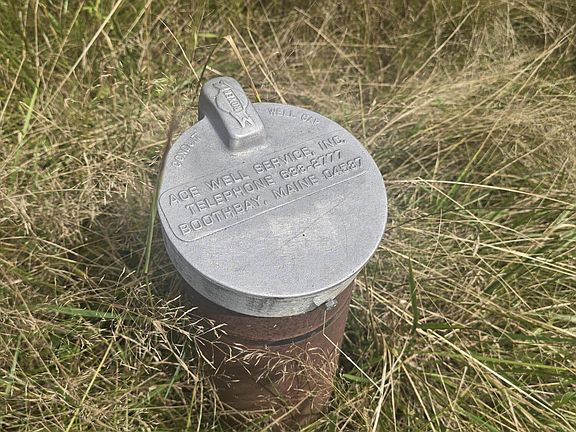 WELL CAP
ACE WELL SERVICE, INC.
TELEPHONE 633-2777
BOOTHBAY, MAINE 04537